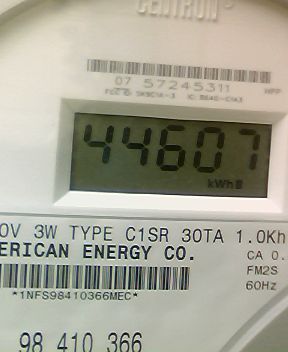 CENTRON®
07 57245311
HPP
44607
kWh
0V 3W TYPE C1SR 30TA 1.0Kh
ERICAN ENERGY CO.
CA 0.
FM2S
60Hz
*1NFS98410366MEC*
98 410 366